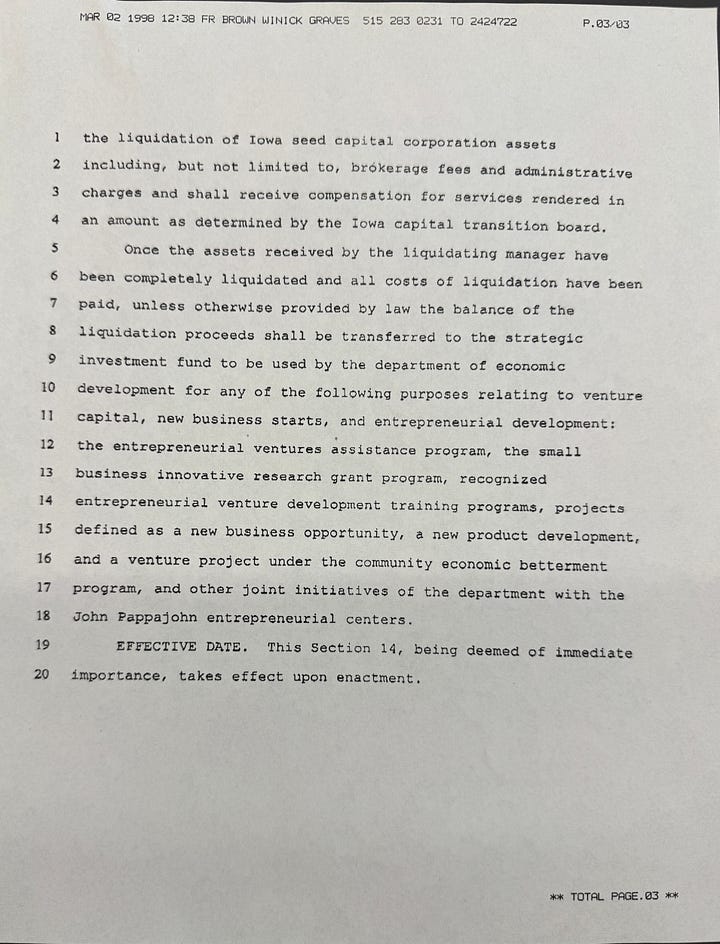 MAR 02 1998 12:38 FR BROWN WINICK GRAVES 515 283 0231 TO 2424722 P.03/03
1 the liquidation of Iowa seed capital corporation assets
2 including, but not limited to, brokerage fees and administrative
3 charges and shall receive compensation for services rendered in
4 an amount as determined by the Iowa capital transition board.
5 Once the assets received by the liquidating manager have
6 been completely liquidated and all costs of liquidation have been
7 paid, unless otherwise provided by law the balance of the
8 liquidation proceeds shall be transferred to the strategic
9 investment fund to be used by the department of economic
10 development for any of the following purposes relating to venture
11 capital, new business starts, and entrepreneurial development:
12 the entrepreneurial ventures assistance program, the small
13 business innovative research grant program, recognized
14 entrepreneurial venture development training programs, projects
15 defined as a new business opportunity, a new product development,
16 and a venture project under the community economic betterment
17 program, and other joint initiatives of the department with the
18 John Pappajohn entrepreneurial centers.
19 EFFECTIVE DATE. This Section 14, being deemed of immediate
20 importance, takes effect upon enactment.
** TOTAL PAGE.03 **